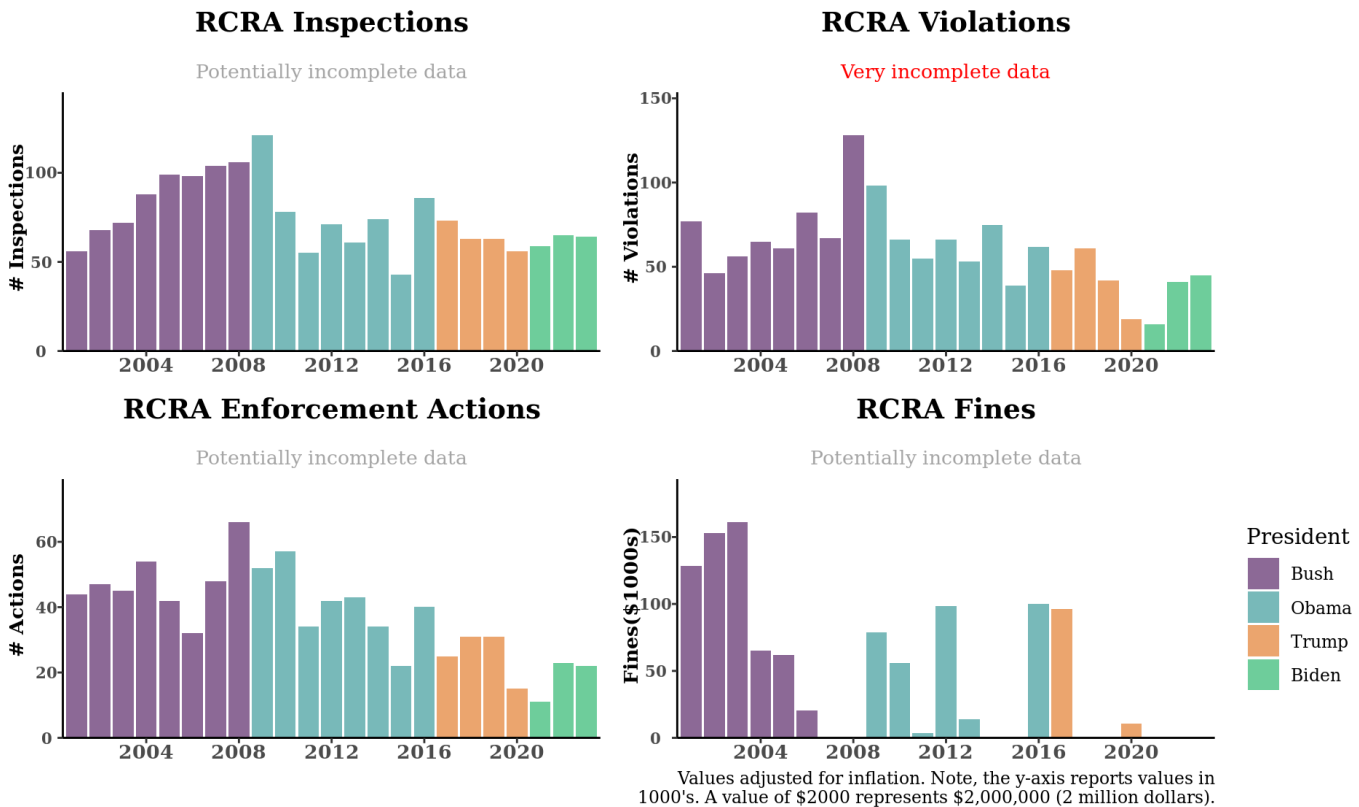 RCRA Inspections
Potentially incomplete data
# Inspections
100
50
0
2004 2008 2012 2016 2020
RCRA Violations
Very incomplete data
# Violations
150
100
50
0
2004 2008 2012 2016 2020
RCRA Enforcement Actions
Potentially incomplete data
# Actions
60
40
20
0
2004 2008 2012 2016 2020
RCRA Fines
Potentially incomplete data
Fines($1000s)
150
100
50
0
2004 2008 2012 2016 2020
President
Bush
Obama
Trump
Biden
Values adjusted for inflation. Note, the y-axis reports values in
1000's. A value of $2000 represents $2,000,000 (2 million dollars).